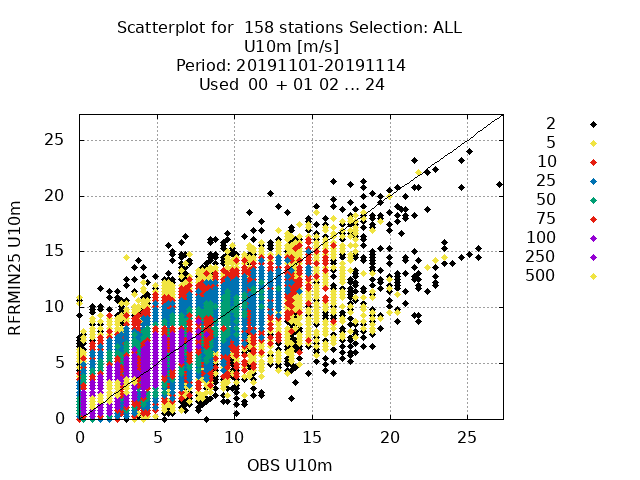 Scatterplot for  158 stations Selection: ALL
U10m [m/s]
Period: 20191101-20191114
Used  00 + 01 02 ... 24
RFRMIN25 U10m
25
20
15
10
5
0
0 5 10 15 20 25
OBS U10m
2
5
10
25
50
75
100
250
500